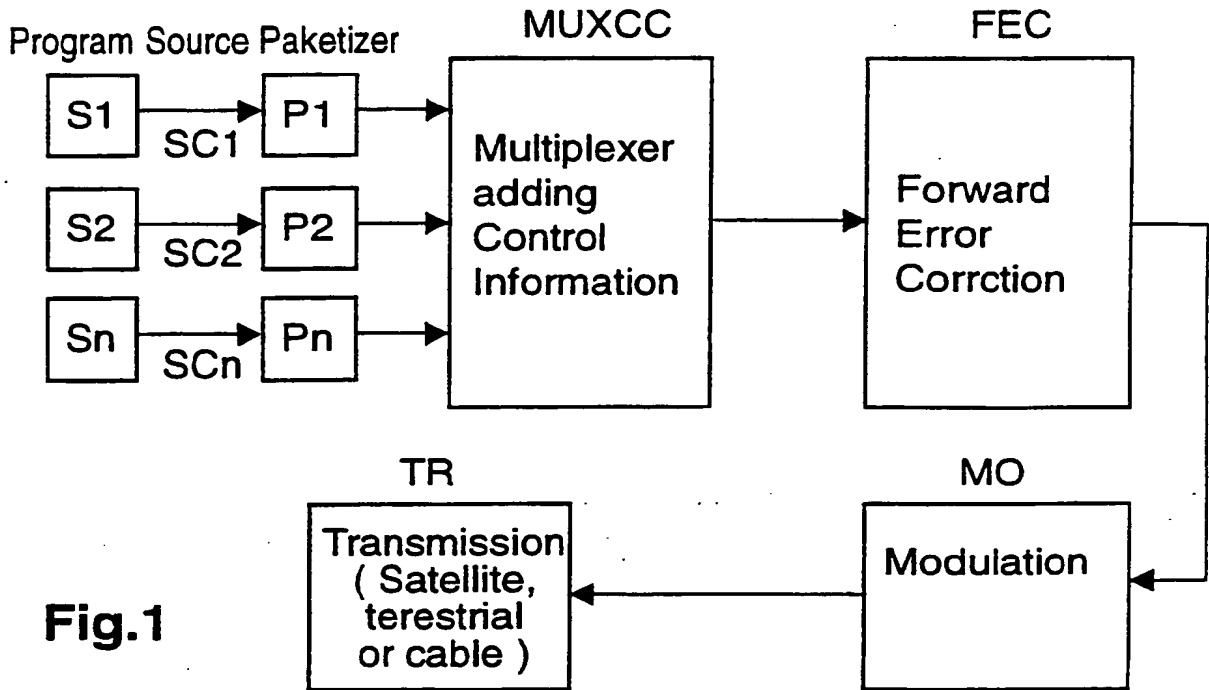 MUXCC
FEC
Program Source Paketizer
S1
SC1
P1
S2
SC2
P2
Sn
SCn
Pn
Multiplexer
adding
Control
Information
Forward
Error
Corrction
TR
MO
Transmission
( Satellite,
terestrial
or cable )
Modulation
Fig.1